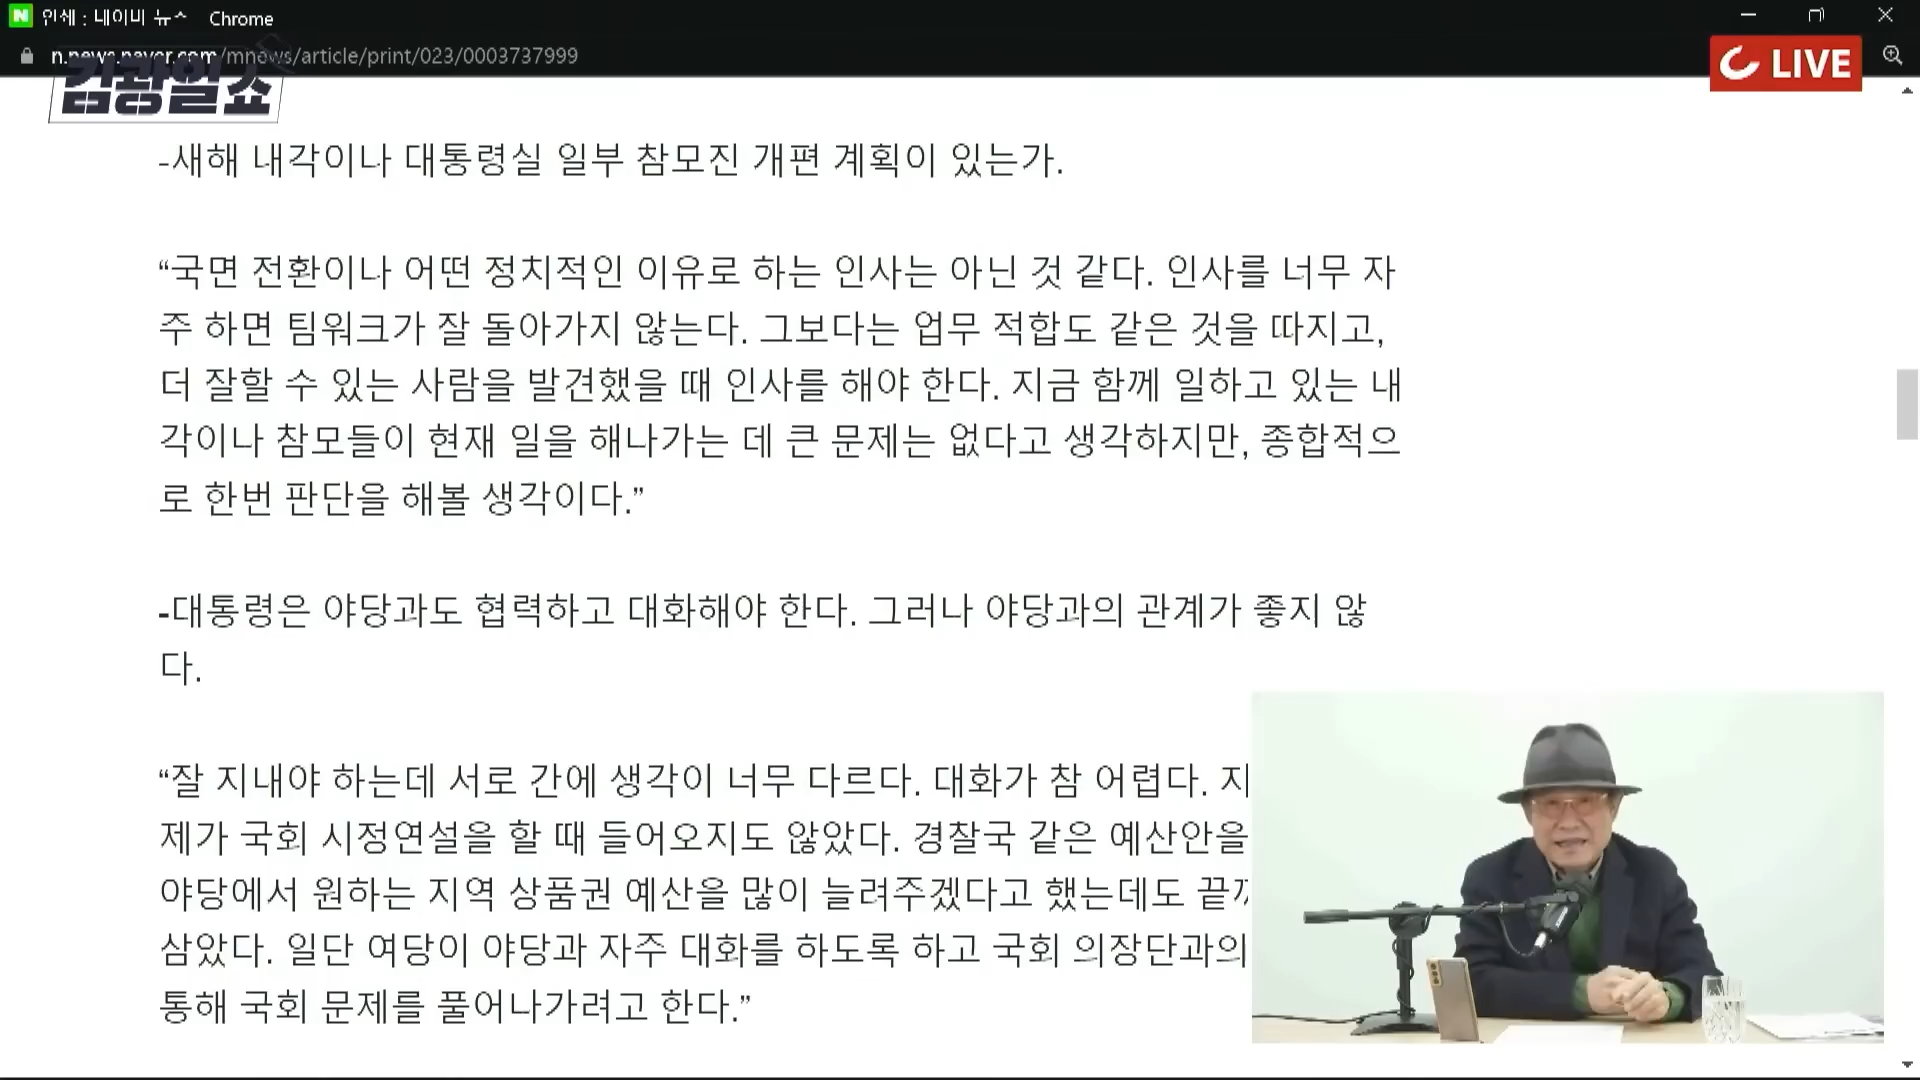 인쇄 : 네이버 뉴스 Chrome
n.news.naver.com/mnews/article/print/023/0003737999
김광일쇼
LIVE
-새해 내각이나 대통령실 일부 참모진 개편 계획이 있는가.
“국면 전환이나 어떤 정치적인 이유로 하는 인사는 아닌 것 같다. 인사를 너무 자
주 하면 팀워크가 잘 돌아가지 않는다. 그보다는 업무 적합도 같은 것을 따지고,
더 잘할 수 있는 사람을 발견했을 때 인사를 해야 한다. 지금 함께 일하고 있는 내
각이나 참모들이 현재 일을 해나가는 데 큰 문제는 없다고 생각하지만, 종합적으
로 한번 판단을 해볼 생각이다.”
-대통령은 야당과도 협력하고 대화해야 한다. 그러나 야당과의 관계가 좋지 않
다.
“잘 지내야 하는데 서로 간에 생각이 너무 다르다. 대화가 참 어렵다. 지
제가 국회 시정연설을 할 때 들어오지도 않았다. 경찰국 같은 예산안을
야당에서 원하는 지역 상품권 예산을 많이 늘려주겠다고 했는데도
삼았다. 일단 여당이 야당과 자주 대화를 하도록 하고 국회 의장단과의
통해 국회 문제를 풀어나가려고 한다.”